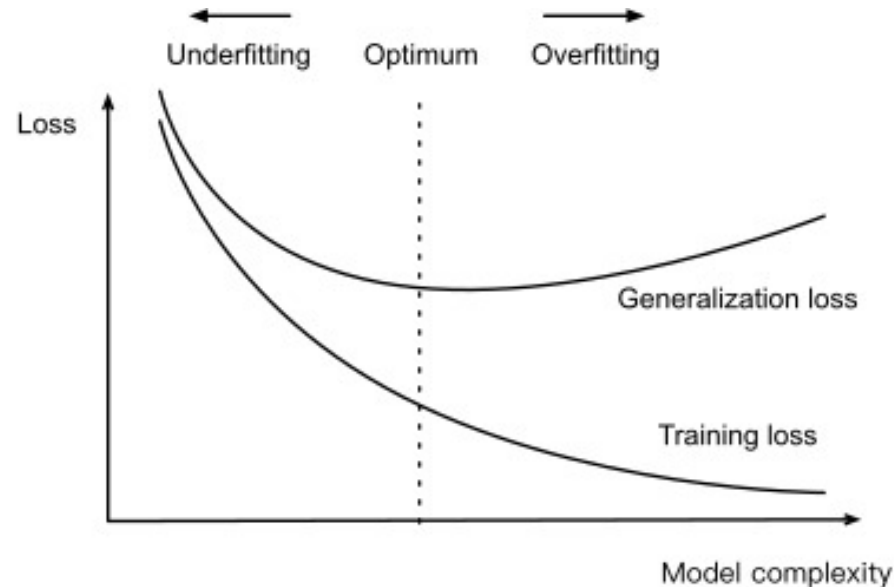 Underfitting Optimum Overfitting
Loss
Generalization loss
Training loss
Model complexity